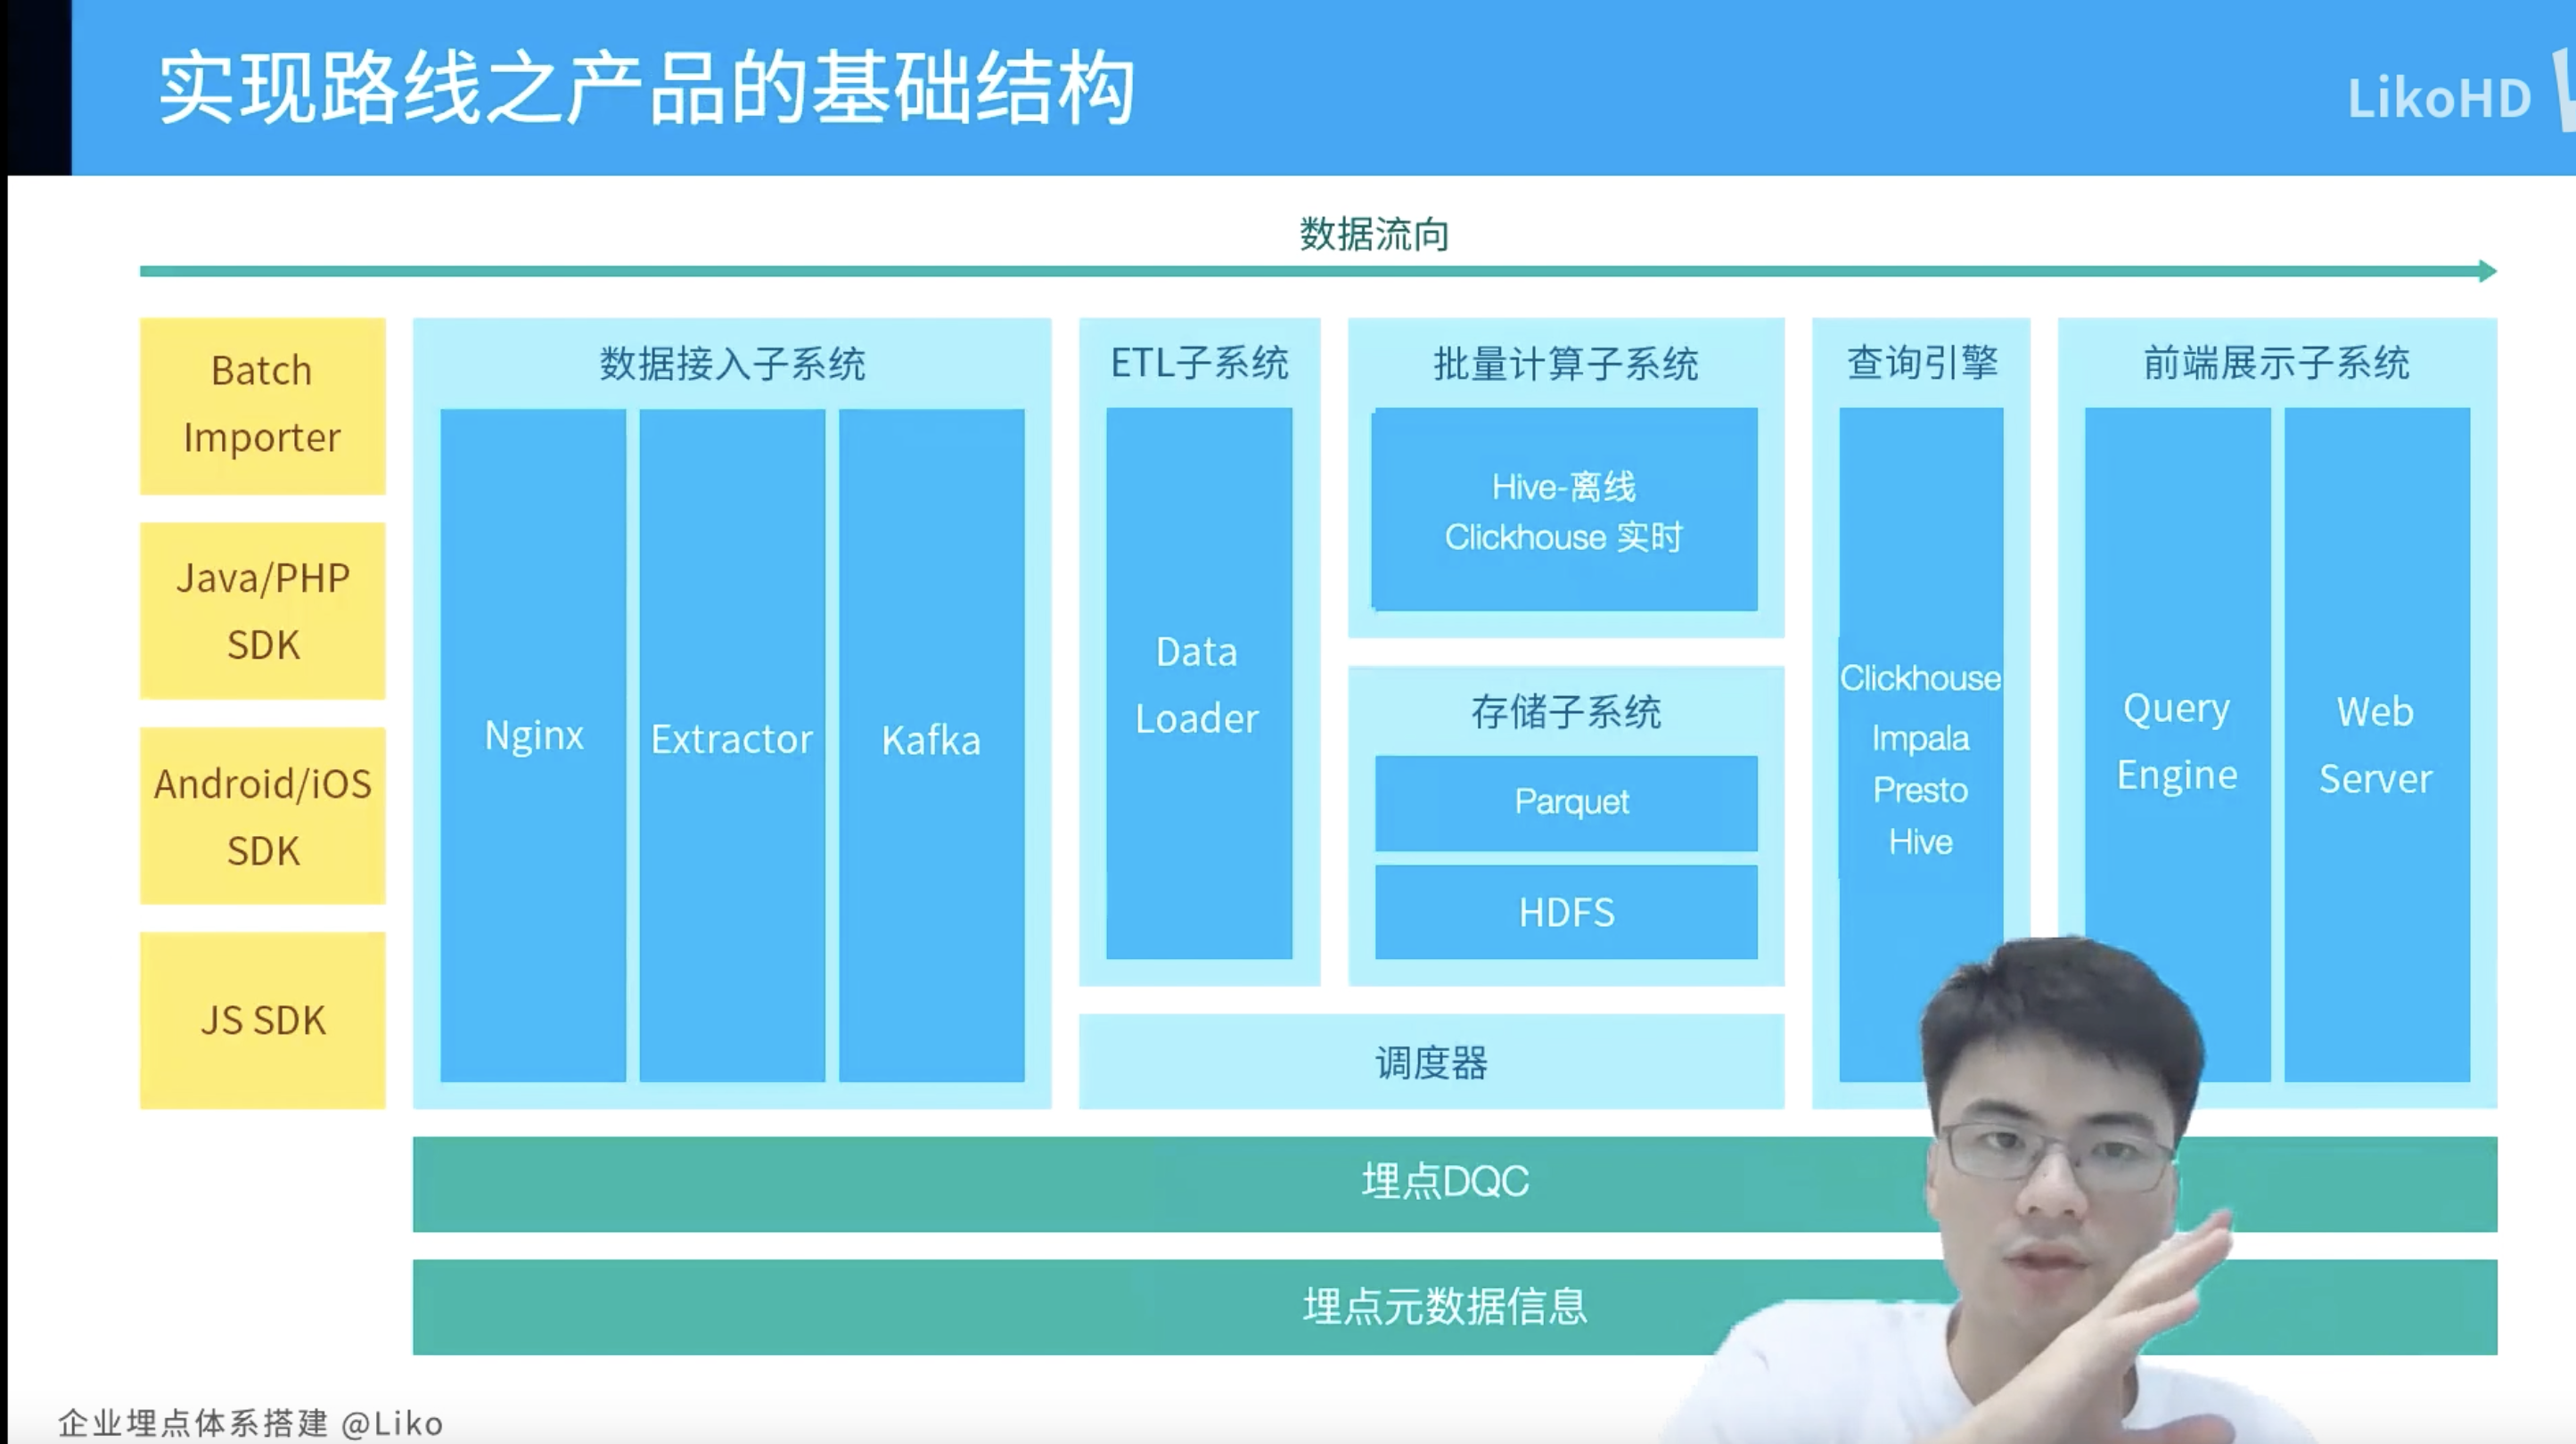 实现路线之产品的基础结构
LikoHD
数据流向
Batch
Importer
Java/PHP
SDK
Android/iOS
SDK
JS SDK
数据接入子系统
Nginx
Extractor
Kafka
ETL子系统
Data
Loader
批量计算子系统
Hive-离线
Clickhouse 实时
存储子系统
Parquet
HDFS
调度器
查询引擎
Clickhouse
Impala
Presto
Hive
前端展示子系统
Query
Engine
Web
Server
埋点DQC
埋点元数据信息
企业埋点体系搭建 @Liko